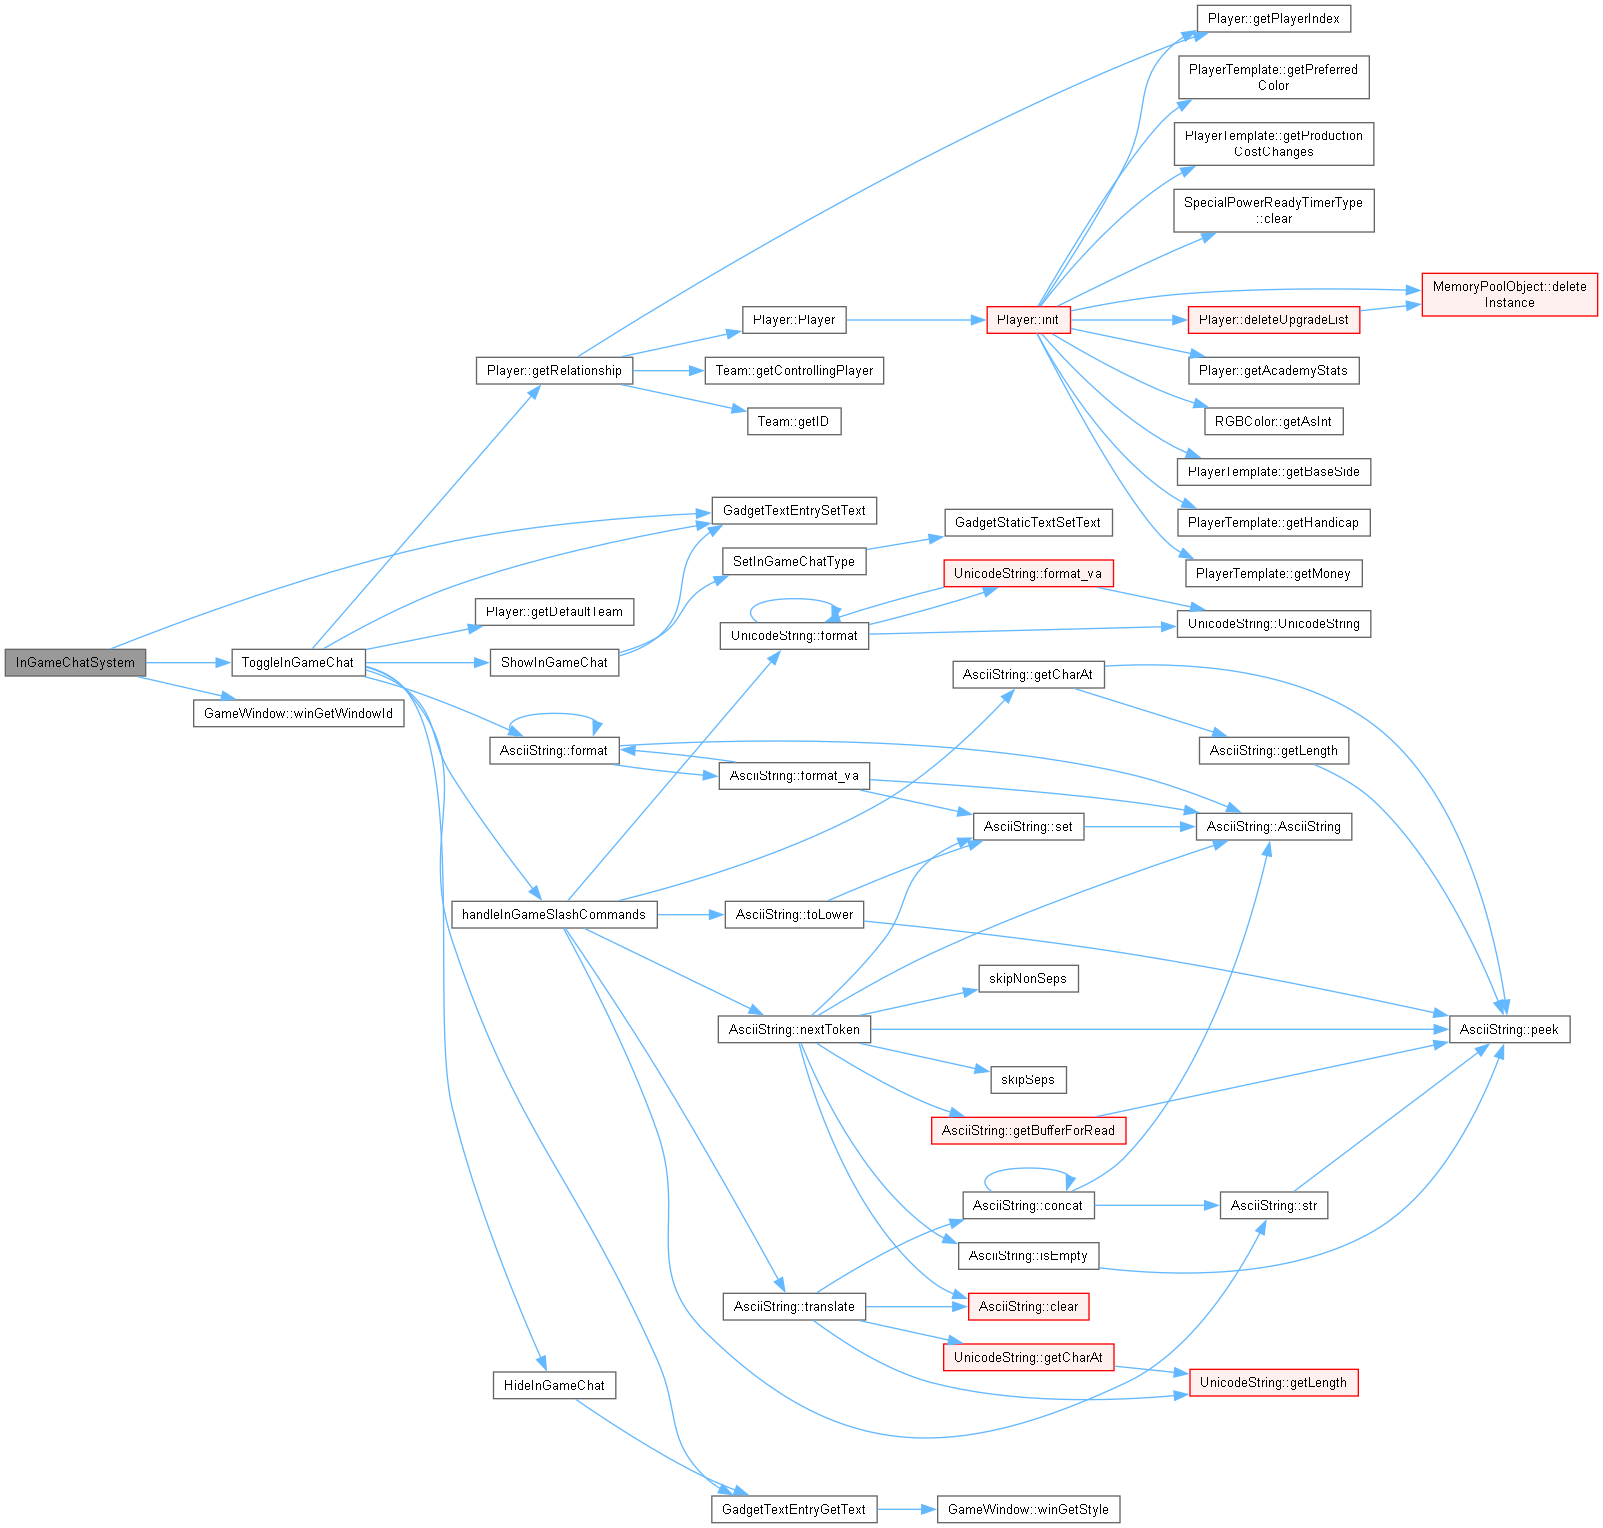 Player::getPlayerIndex
PlayerTemplate::getPreferred
Color
PlayerTemplate::getProduction
CostChanges
SpecialPowerReadyTimerType
::clear
MemoryPoolObject::delete
Instance
Player::Player
Player::init
Player::deleteUpgradeList
Player::getRelationship
Team::getControllingPlayer
Player::getAcademyStats
Team::getID
RGBColor::getAsInt
PlayerTemplate::getBaseSide
GadgetTextEntrySetText
GadgetStaticTextSetText
PlayerTemplate::getHandicap
SetInGameChatType
UnicodeString::format_va
PlayerTemplate::getMoney
Player::getDefaultTeam
UnicodeString::format
UnicodeString::UnicodeString
InGameChatSystem
ToggleInGameChat
ShowInGameChat
AsciiString::getCharAt
GameWindow::winGetWindowId
AsciiString::format
AsciiString::getLength
AsciiString::format_va
AsciiString::set
AsciiString::AsciiString
handleInGameSlashCommands
AsciiString::toLower
skipNonSeps
AsciiString::nextToken
AsciiString::peek
skipSeps
AsciiString::getBufferForRead
AsciiString::concat
AsciiString::str
AsciiString::isEmpty
AsciiString::translate
AsciiString::clear
UnicodeString::getCharAt
HideInGameChat
UnicodeString::getLength
GadgetTextEntryGetText
GameWindow::winGetStyle